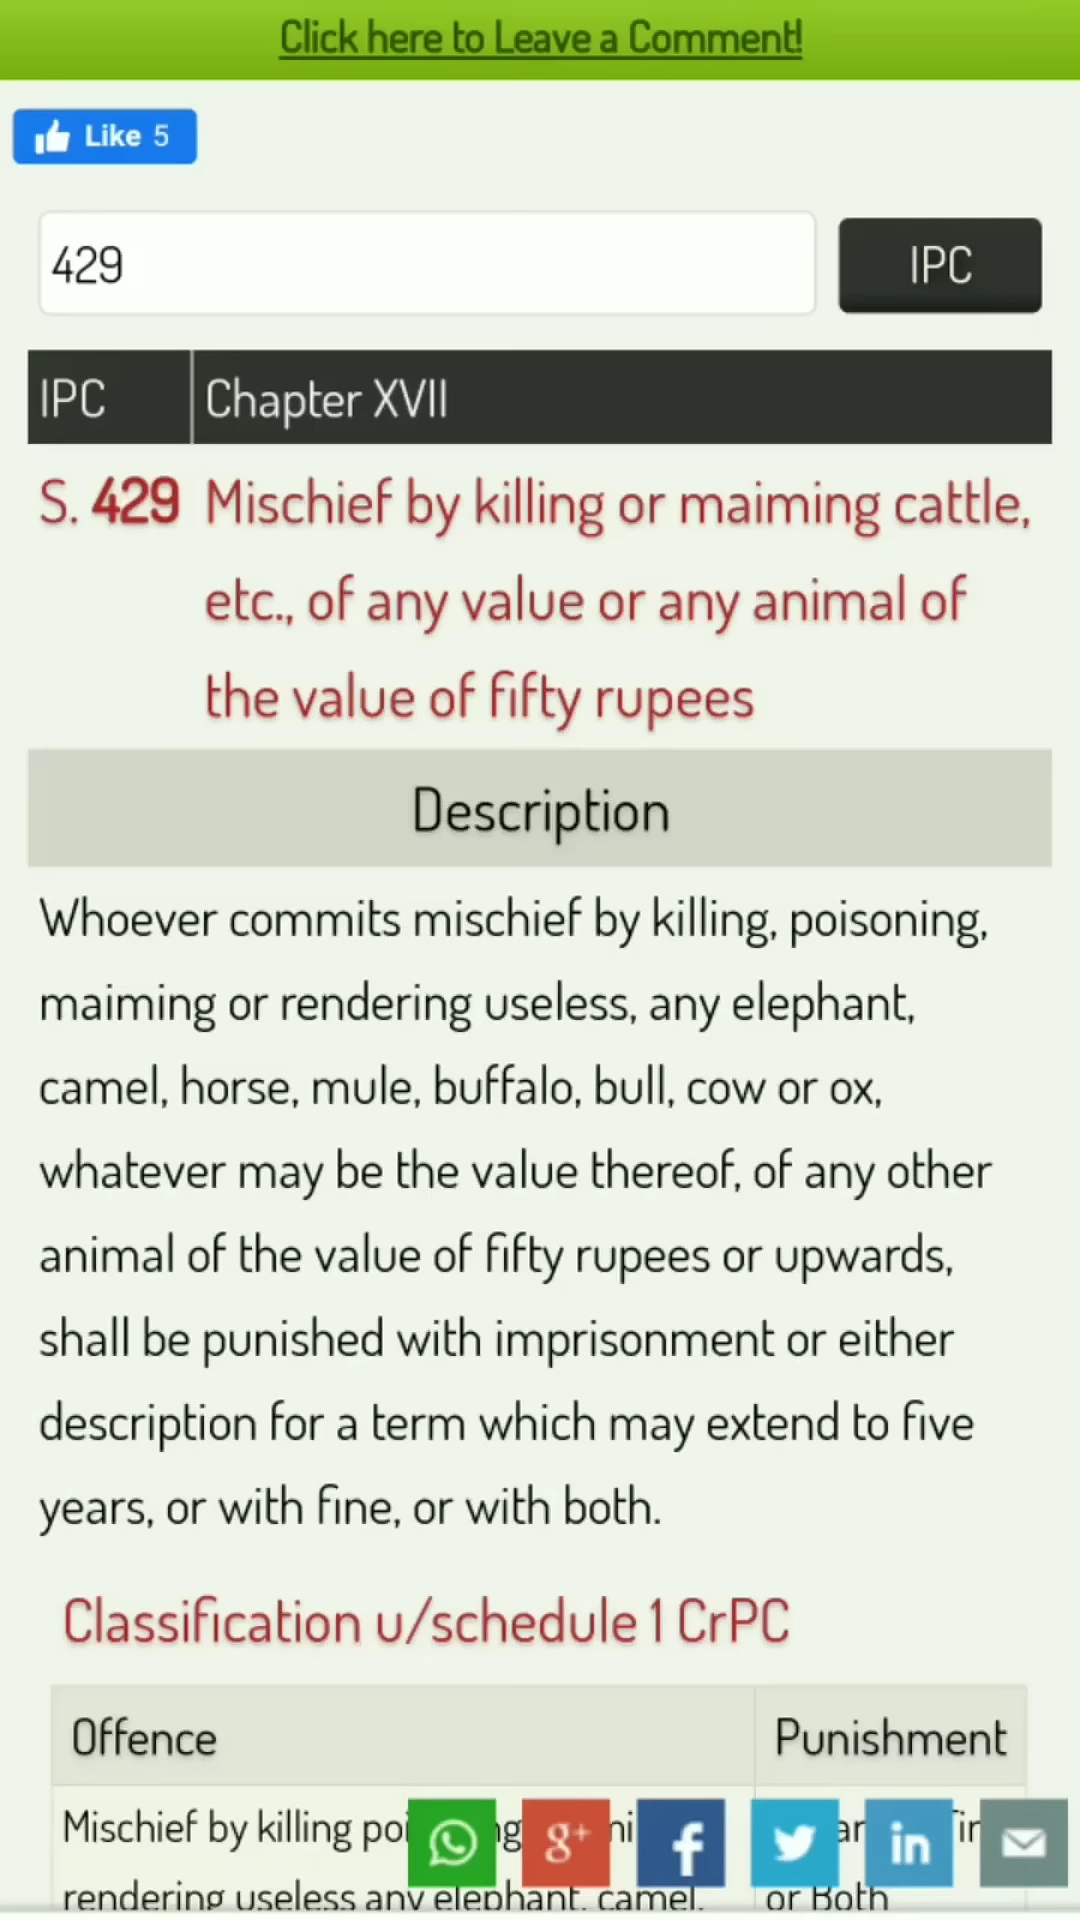 Click here to Leave a Comment!
Like 5
429
IPC
IPC Chapter XVII
S. 429 Mischief by killing or maiming cattle,
etc., of any value or any animal of
the value of fifty rupees
Description
Whoever commits mischief by killing, poisoning,
maiming or rendering useless, any elephant,
camel, horse, mule, buffalo, bull, cow or ox,
whatever may be the value thereof, of any other
animal of the value of fifty rupees or upwards,
shall be punished with imprisonment or either
description for a term which may extend to five
years, or with fine, or with both.
Classification u/schedule 1 CrPC
Offence Punishment
Mischief by killing
rendering useless any elephant, camel, or Both